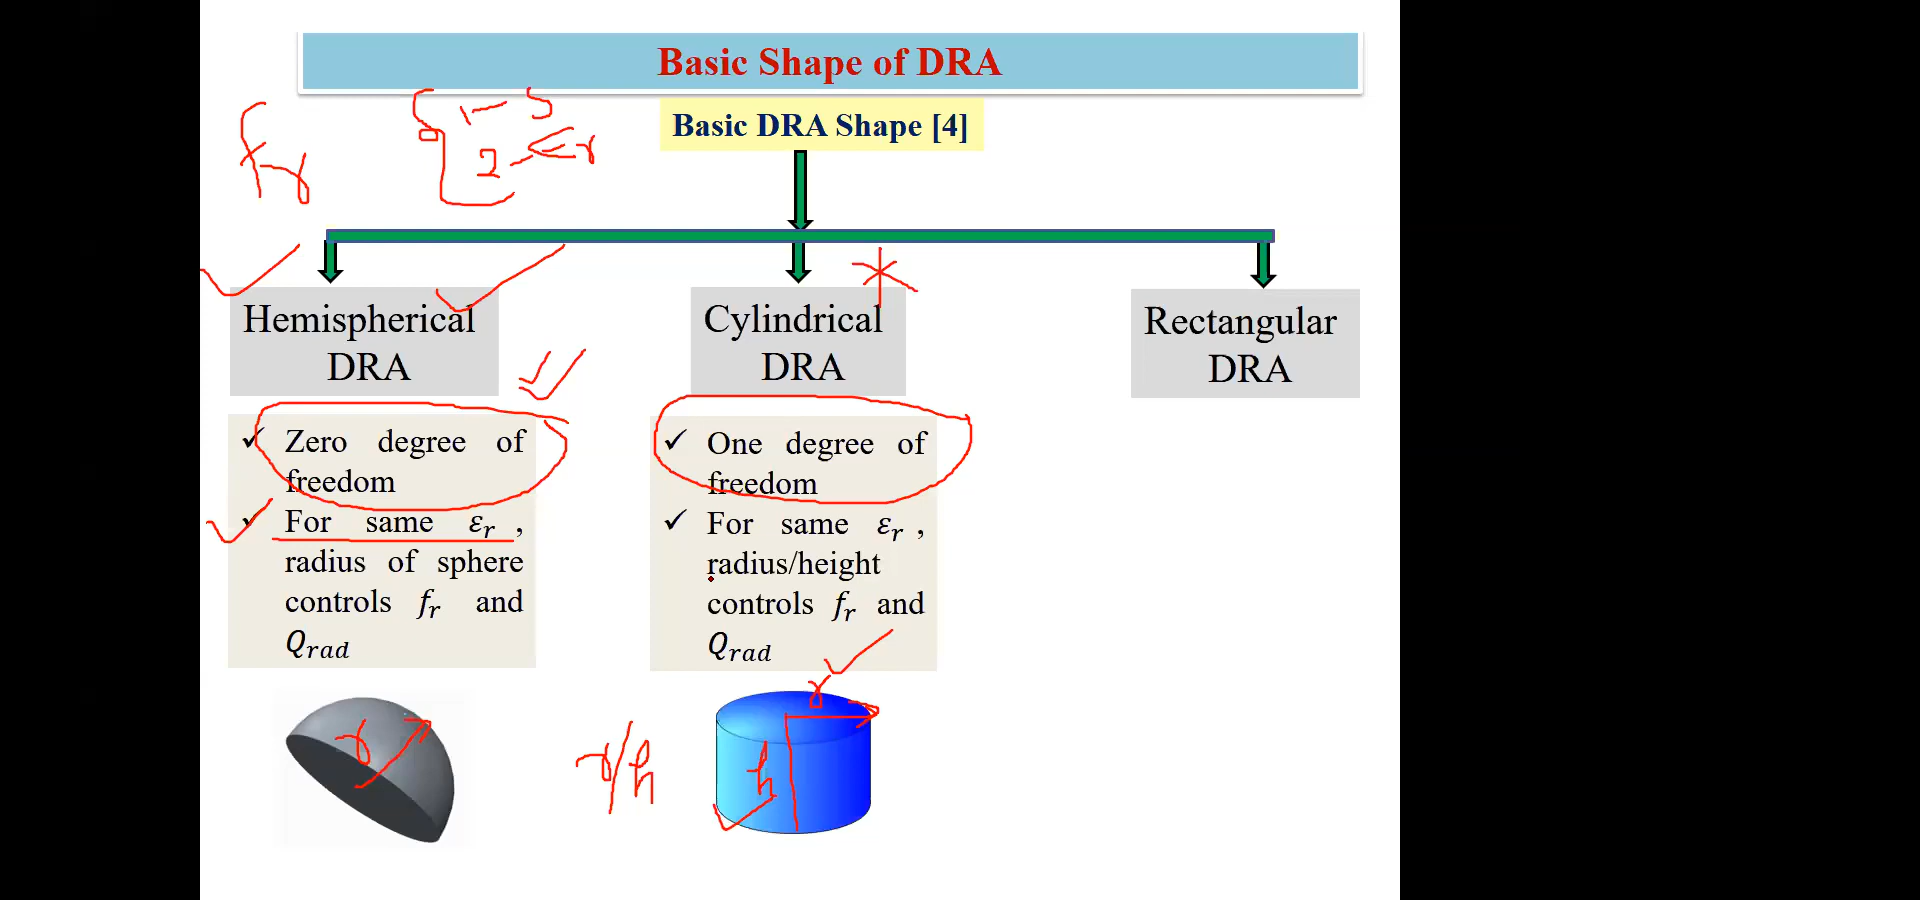 Basic Shape of DRA
Basic DRA Shape [4]
Hemispherical
DRA
✓ Zero degree of
freedom
✓ For same εr ,
radius of sphere
controls fr and
Qrad
Cylindrical
DRA
✓ One degree of
freedom
✓ For same εr ,
radius/height
controls fr and
Qrad
Rectangular
DRA
r
r/h
r
h